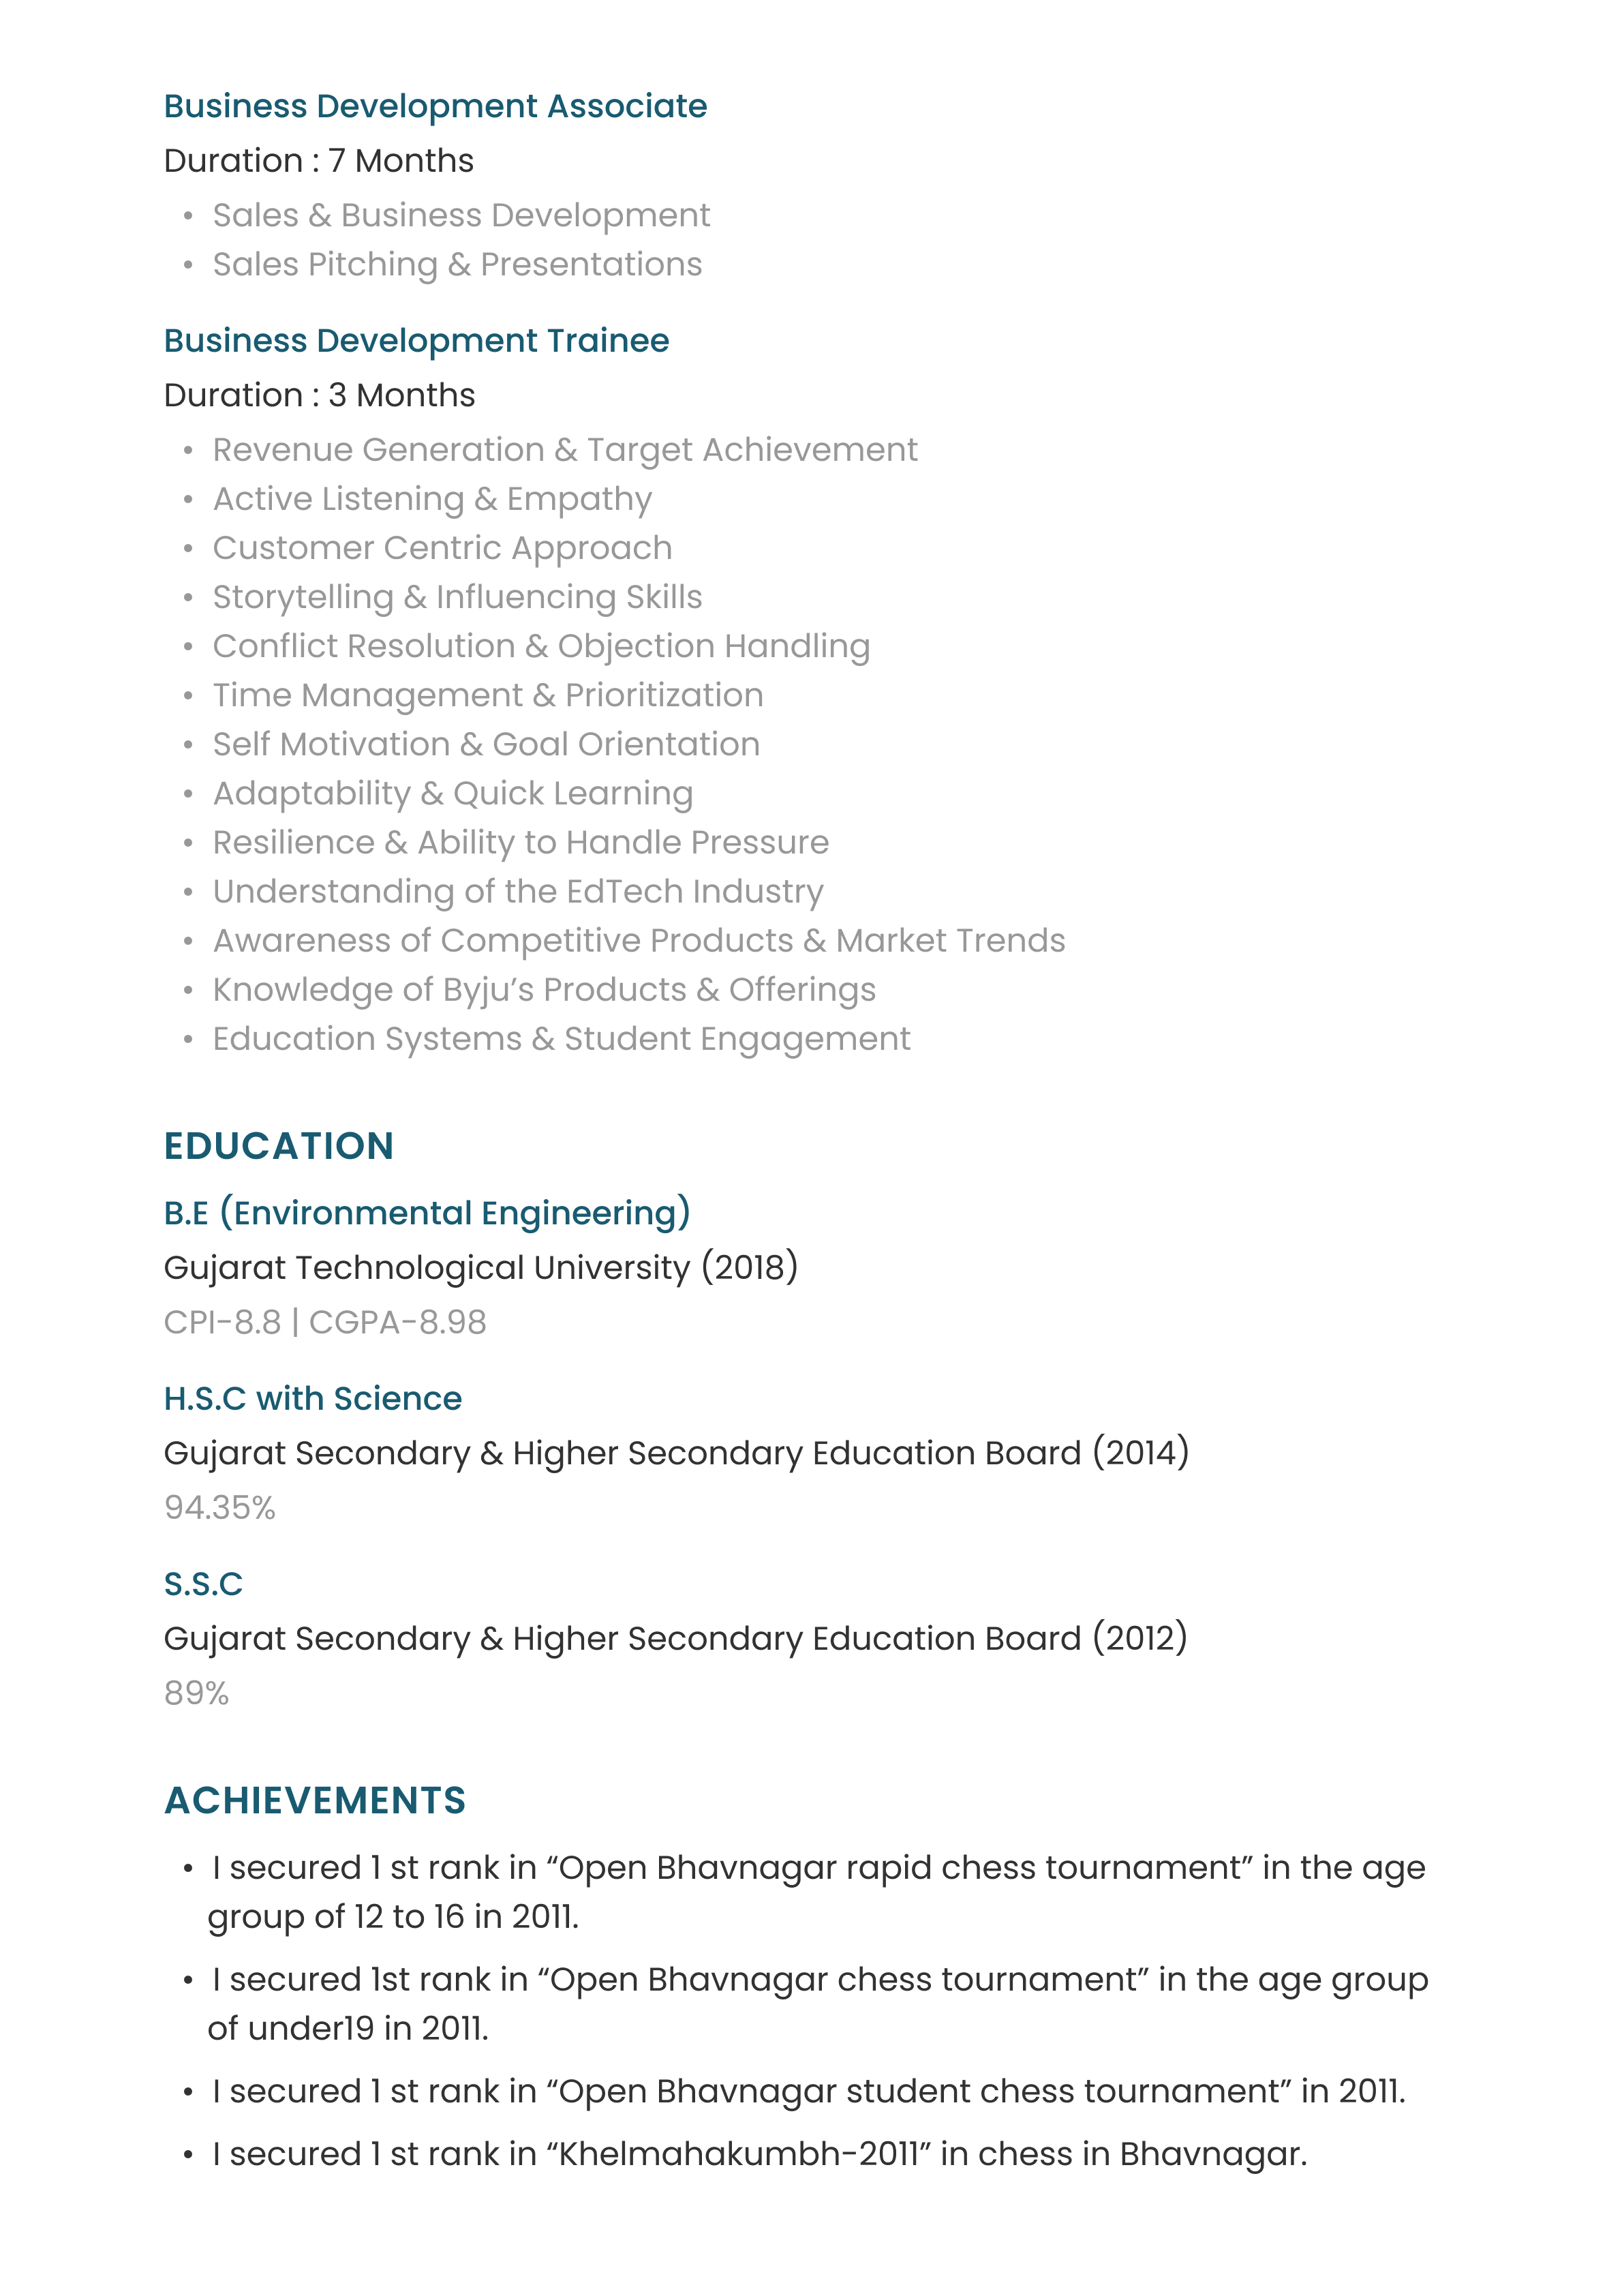 Business Development Associate
Duration : 7 Months
• Sales & Business Development
• Sales Pitching & Presentations
Business Development Trainee
Duration : 3 Months
• Revenue Generation & Target Achievement
• Active Listening & Empathy
• Customer Centric Approach
• Storytelling & Influencing Skills
• Conflict Resolution & Objection Handling
• Time Management & Prioritization
• Self Motivation & Goal Orientation
• Adaptability & Quick Learning
• Resilience & Ability to Handle Pressure
• Understanding of the EdTech Industry
• Awareness of Competitive Products & Market Trends
• Knowledge of Byju’s Products & Offerings
• Education Systems & Student Engagement
EDUCATION
B.E (Environmental Engineering)
Gujarat Technological University (2018)
CPI-8.8 | CGPA-8.98
H.S.C with Science
Gujarat Secondary & Higher Secondary Education Board (2014)
94.35%
S.S.C
Gujarat Secondary & Higher Secondary Education Board (2012)
89%
ACHIEVEMENTS
• I secured 1 st rank in “Open Bhavnagar rapid chess tournament” in the age
group of 12 to 16 in 2011.
• I secured 1st rank in “Open Bhavnagar chess tournament” in the age group
of under19 in 2011.
• I secured 1 st rank in “Open Bhavnagar student chess tournament” in 2011.
• I secured 1 st rank in “Khelmahakumbh-2011” in chess in Bhavnagar.